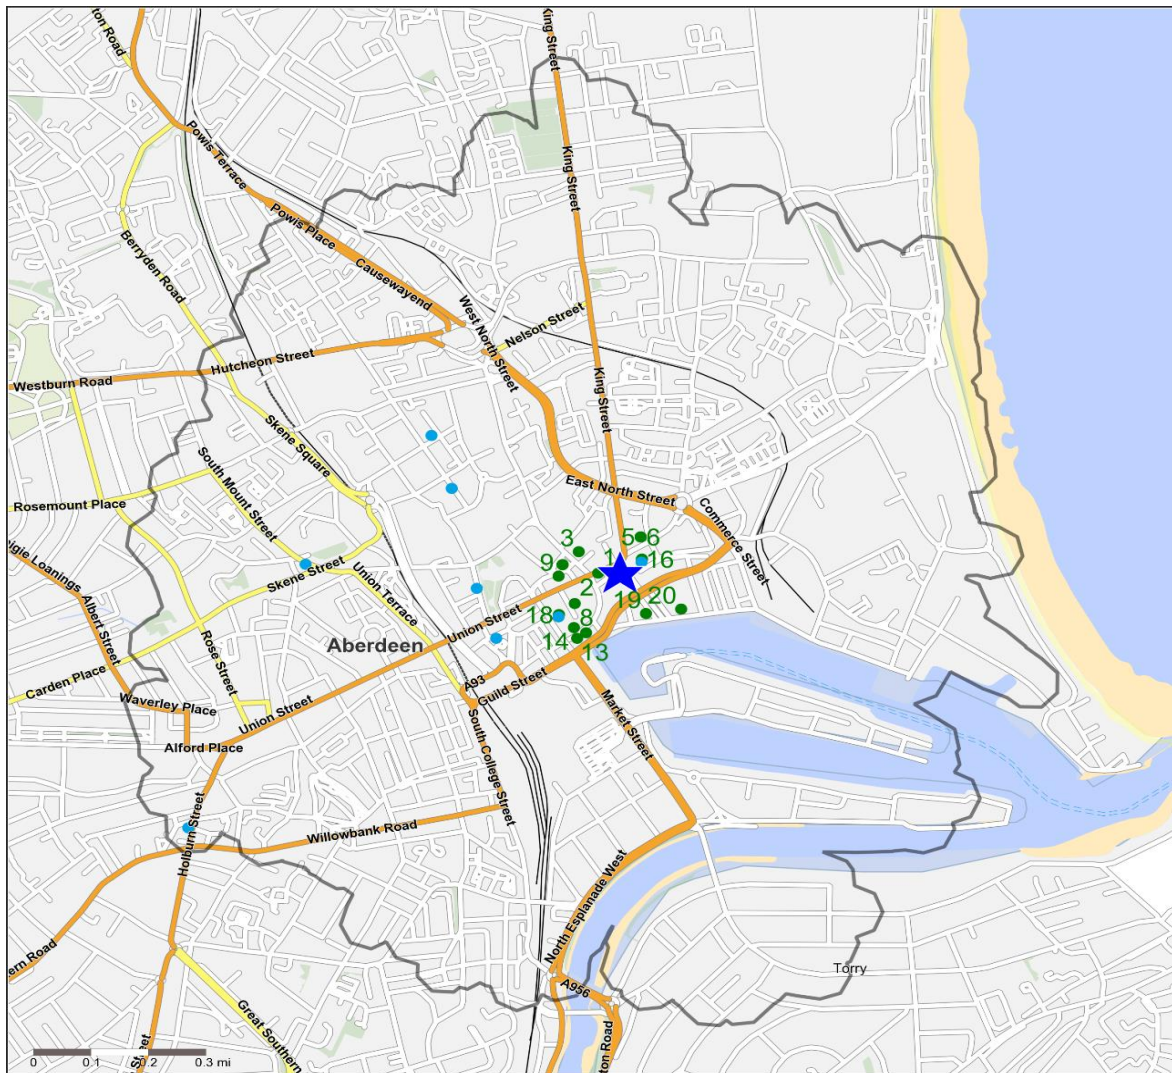 ton Road
King Street
Powis Terrace
King Street
Powis Place
Berryden Road
Causewayend
West North Street
Nelson Street
Hutcheon Street
Westburn Road
King Street
Skene Square
South Mount Street
East North Street
Rosemount Place
Commerce Street
3
5
6
9
1
16
Skene Street
Union Terrace
2
19
20
Albert Street
18
8
Union Street
Aberdeen
14
13
Rose Street
Carden Place
A93
Guild Street
Waverley Place
Union Street
Market Street
South College Street
Alford Place
Holburn Street
Willowbank Road
North Esplanade West
ern Road
Torry
A956
Great Southern
Street
ton Road
0 0.1 0.2 0.3 mi